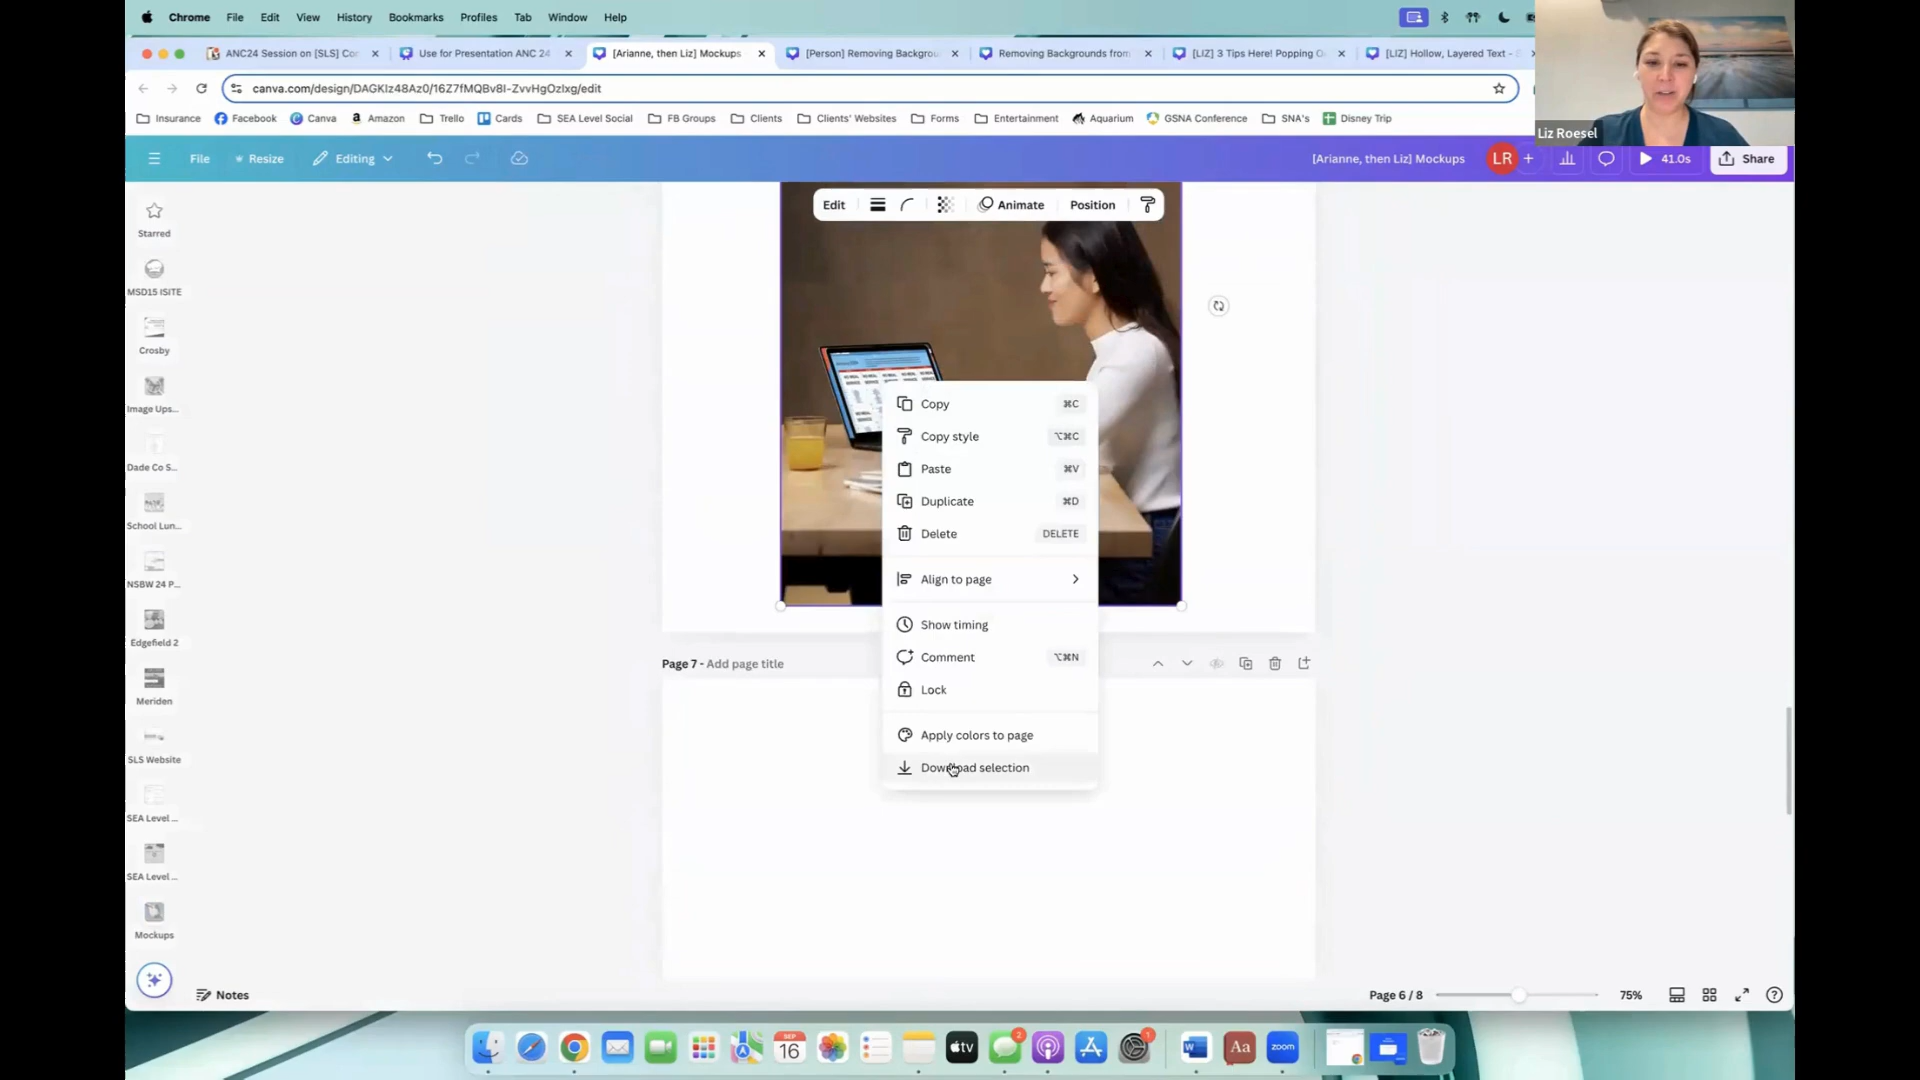 Chrome File Edit View History Bookmarks Profiles Tab Window Help
ANC24 Session on [SLS] Co
Use for Presentation ANC 24
[Arianne, then Liz] Mockups
[Person] Removing Backgrou
Removing Backgrounds from
[LIZ] 3 Tips Here! Popping O
[LIZ] Hollow, Layered Text - S
canva.com/design/DAGKIz48Az0/16Z7fMQBv8I-ZvvHgOzIxg/edit
Insurance Facebook Canva Amazon Trello Cards SEA Level Social FB Groups Clients Clients' Websites Forms Entertainment Aquarium GSNA Conference SNA's Disney Trip
Liz Roesel
File Resize Editing
[Arianne, then Liz] Mockups LR + 41.0s Share
Edit Animate Position
Starred
MSD15 ISITE
Crosby
Image Ups...
Dade Co S...
School Lun...
NSBW 24 P...
Edgefield 2
Meriden
SLS Website
SEA Level ...
SEA Level ...
Mockups
Copy ⌘C
Copy style ⌥⌘C
Paste ⌘V
Duplicate ⌘D
Delete DELETE
Align to page
Show timing
Comment ⌥⌘N
Lock
Apply colors to page
Download selection
Page 7 - Add page title
Notes
Page 6 / 8 75%
SEP
16
tv
2
1
W
Aa
zoom